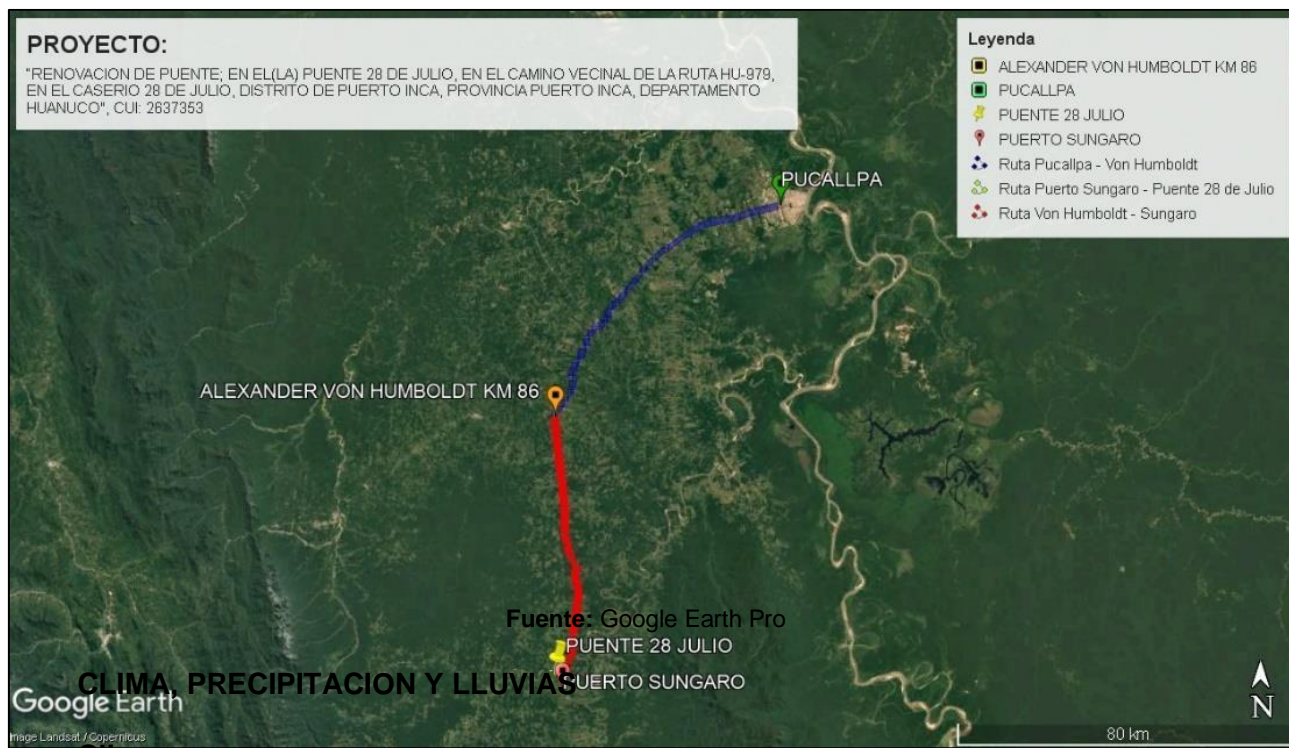 PROYECTO:
"RENOVACION DE PUENTE; EN EL(LA) PUENTE 28 DE JULIO, EN EL CAMINO VECINAL DE LA RUTA HU-979,
EN EL CASERIO 28 DE JULIO, DISTRITO DE PUERTO INCA, PROVINCIA PUERTO INCA, DEPARTAMENTO
HUANUCO", CUI: 2637353
Leyenda
ALEXANDER VON HUMBOLDT KM 86
PUCALLPA
PUENTE 28 JULIO
PUERTO SUNGARO
Ruta Pucallpa - Von Humboldt
Ruta Puerto Sungaro - Puente 28 de Julio
Ruta Von Humboldt - Sungaro
PUCALLPA
ALEXANDER VON HUMBOLDT KM 86
Fuente: Google Earth Pro
PUENTE 28 JULIO
CLIMA, PRECIPITACION Y LLUVIAS
PUERTO SUNGARO
Google Earth
N
Image Landsat / Copernicus
80 km